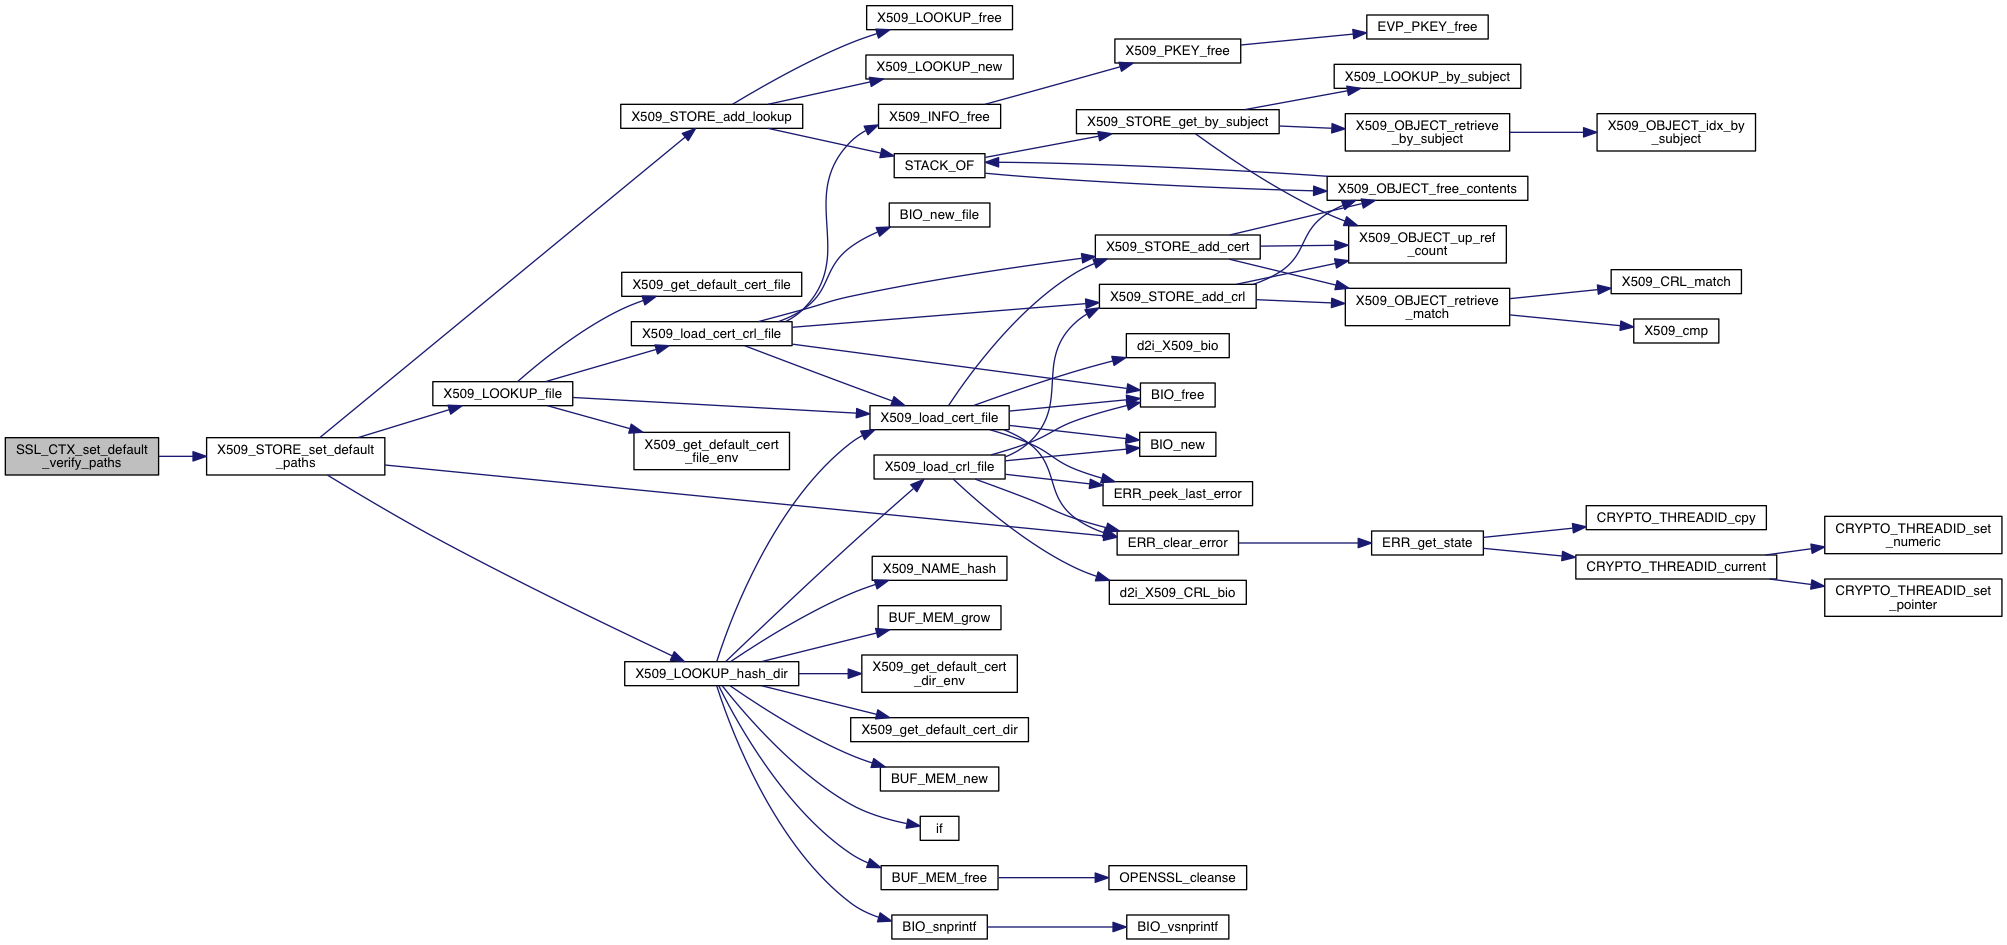 SSL_CTX_set_default
_verify_paths
X509_STORE_set_default
_paths
X509_STORE_add_lookup
X509_LOOKUP_file
X509_LOOKUP_hash_dir
X509_get_default_cert_file
X509_load_cert_crl_file
X509_get_default_cert
_file_env
X509_LOOKUP_free
X509_LOOKUP_new
X509_INFO_free
STACK_OF
BIO_new_file
X509_load_cert_file
X509_load_crl_file
X509_NAME_hash
BUF_MEM_grow
X509_get_default_cert
_dir_env
X509_get_default_cert_dir
BUF_MEM_new
if
BUF_MEM_free
BIO_snprintf
X509_PKEY_free
X509_STORE_get_by_subject
X509_STORE_add_cert
X509_STORE_add_crl
d2i_X509_bio
BIO_free
BIO_new
ERR_peek_last_error
ERR_clear_error
d2i_X509_CRL_bio
OPENSSL_cleanse
BIO_vsnprintf
EVP_PKEY_free
X509_LOOKUP_by_subject
X509_OBJECT_retrieve
_by_subject
X509_OBJECT_free_contents
X509_OBJECT_up_ref
_count
X509_OBJECT_retrieve
_match
ERR_get_state
X509_OBJECT_idx_by
_subject
X509_CRL_match
X509_cmp
CRYPTO_THREADID_cpy
CRYPTO_THREADID_current
CRYPTO_THREADID_set
_numeric
CRYPTO_THREADID_set
_pointer